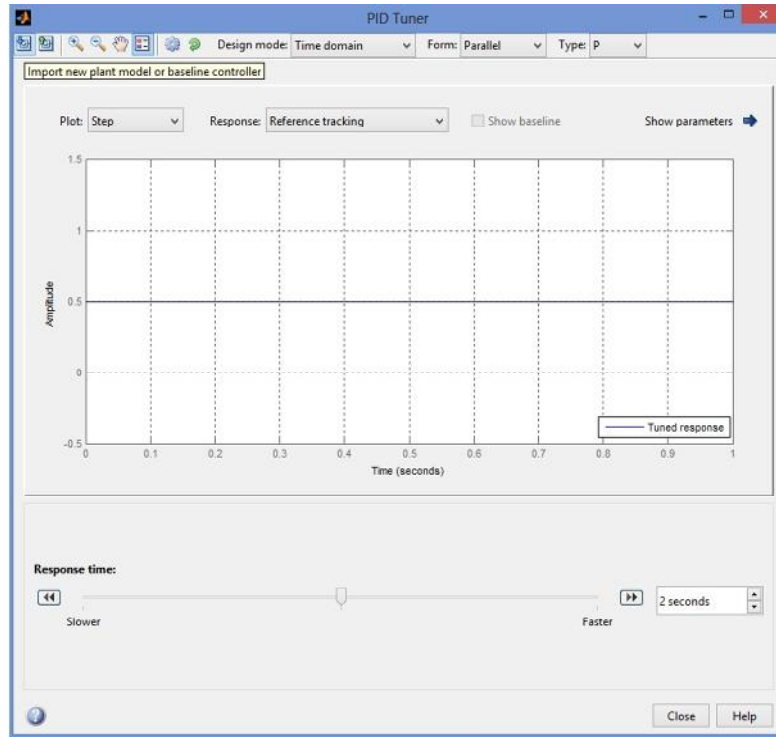 PID Tuner
Design mode: Time domain Form: Parallel Type: P
Import new plant model or baseline controller
Plot: Step Response: Reference tracking Show baseline Show parameters
1.5
1
0.5
0
-0.5
Amplitude
Tuned response
0 0.1 0.2 0.3 0.4 0.5 0.6 0.7 0.8 0.9 1
Time (seconds)
Response time:
2 seconds
Slower Faster
Close Help